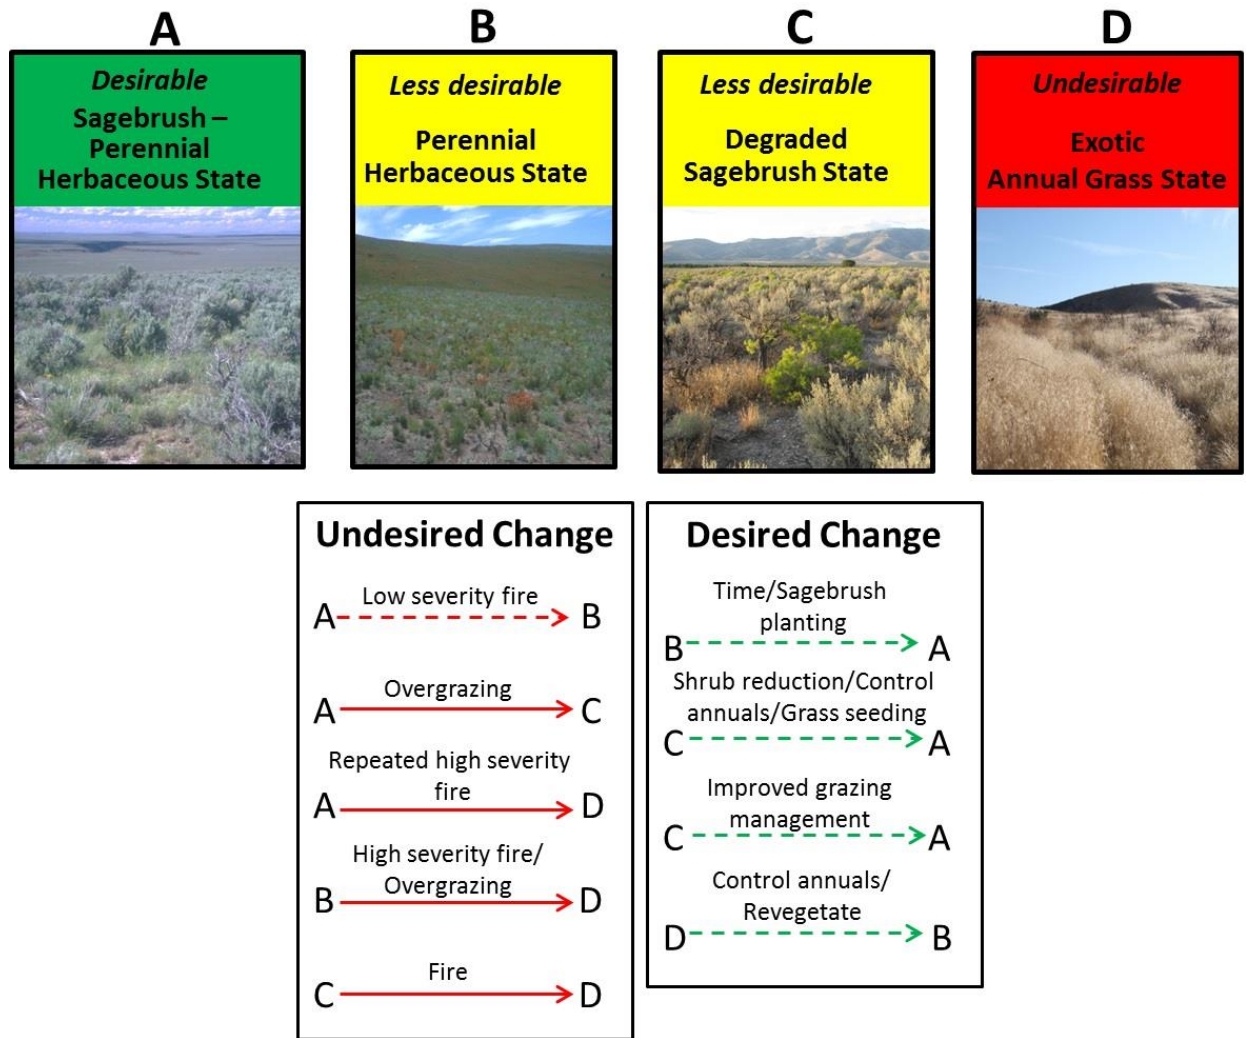 A
B
C
D
Desirable
Sagebrush –
Perennial
Herbaceous State
Less desirable
Perennial
Herbaceous State
Less desirable
Degraded
Sagebrush State
Undesirable
Exotic
Annual Grass State
Undesired Change
Low severity fire
A B
Overgrazing
A C
Repeated high severity
fire
A D
High severity fire/
Overgrazing
B D
Fire
C D
Desired Change
Time/Sagebrush
planting
B A
Shrub reduction/Control
annuals/Grass seeding
C A
Improved grazing
management
C A
Control annuals/
Revegetate
D B